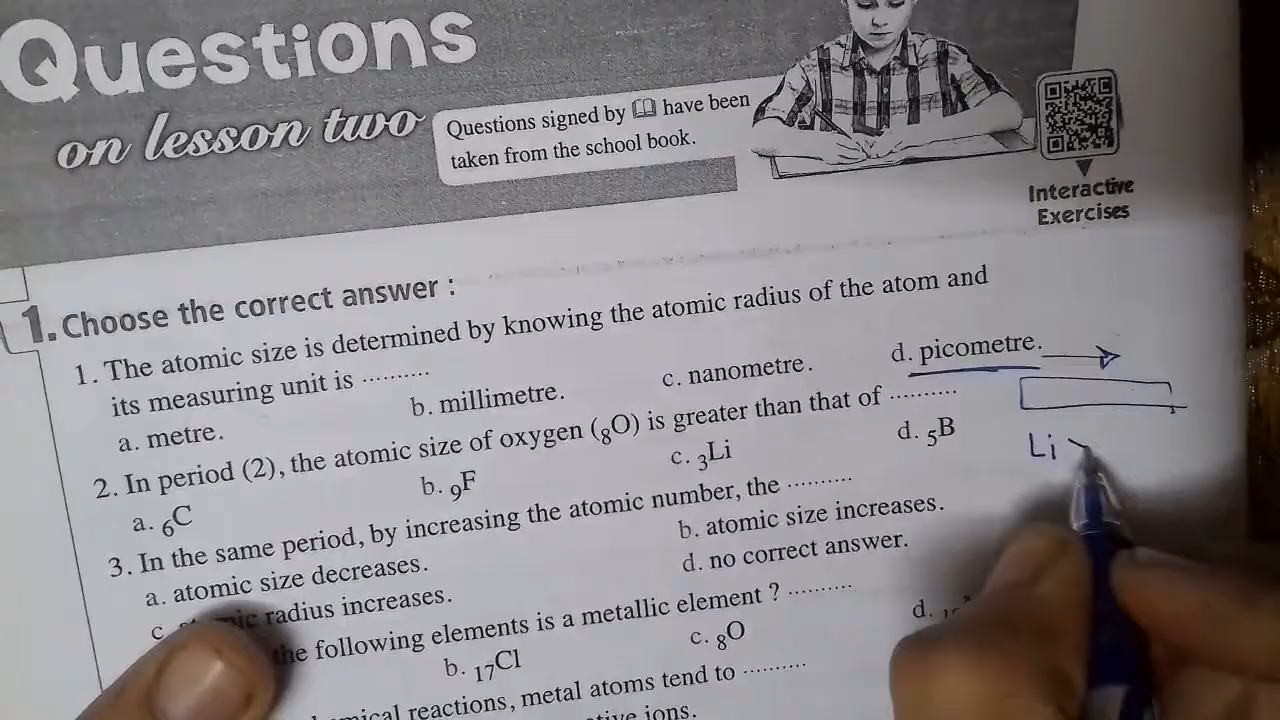 Questions
on lesson two
Questions signed by have been
taken from the school book.
Interactive
Exercises
1. Choose the correct answer :
1. The atomic size is determined by knowing the atomic radius of the atom and
its measuring unit is ..........
a. metre. b. millimetre. c. nanometre. d. picometre.
2. In period (2), the atomic size of oxygen (₈O) is greater than that of ..........
a. ₆C b. ₉F c. ₃Li d. ₅B
Li >
3. In the same period, by increasing the atomic number, the ..........
a. atomic size decreases. b. atomic size increases.
c. radius increases. d. no correct answer.
the following elements is a metallic element ? ..........
b. ₁₇Cl c. ₈O d.
reactions, metal atoms tend to ..........
ions.